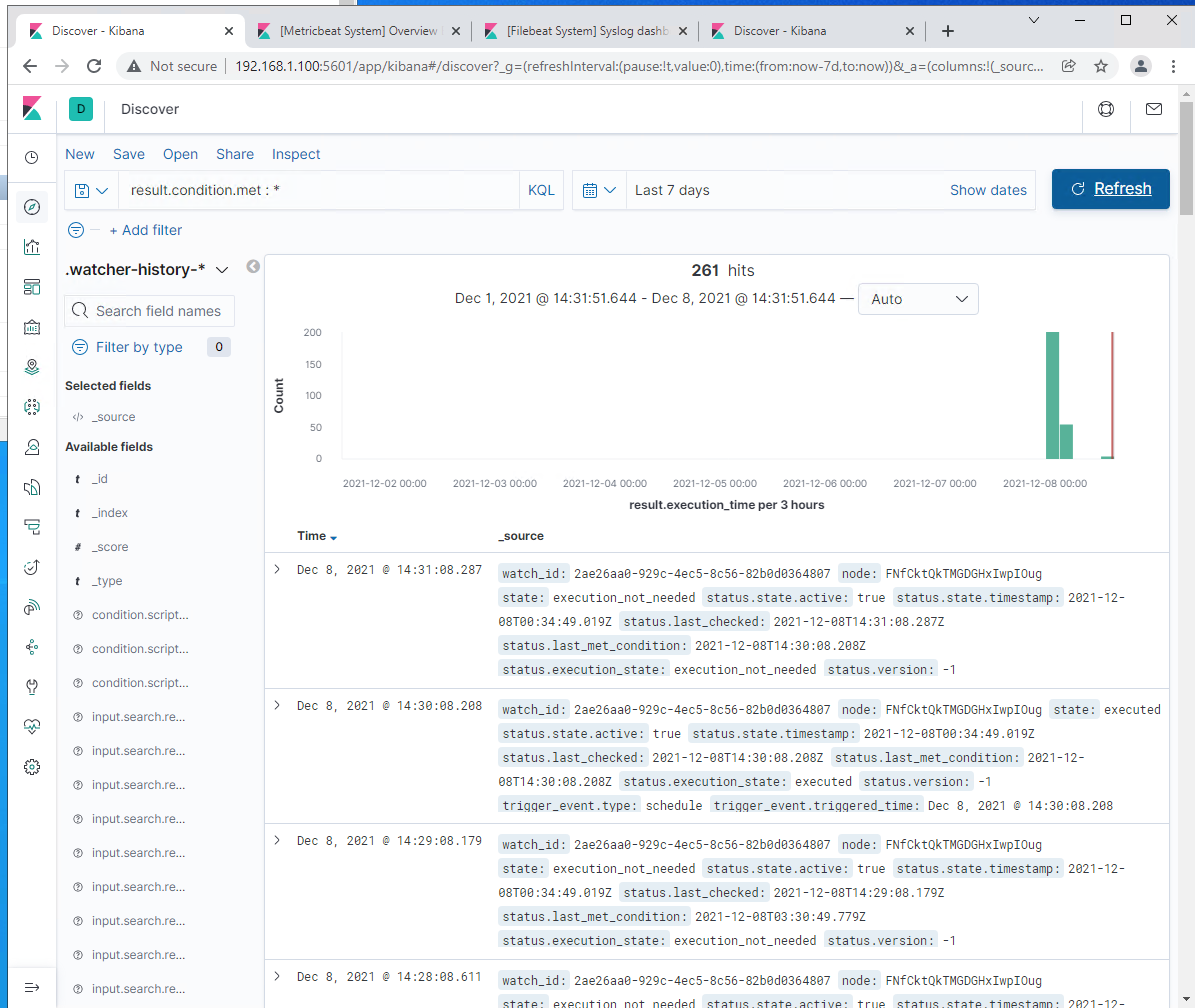 Discover - Kibana
[Metricbeat System] Overview
[Filebeat System] Syslog dashb
Discover - Kibana
Not secure 192.168.1.100:5601/app/kibana#/discover?_g=(refreshInterval:(pause:!t,value:0),time:(from:now-7d,to:now))&_a=(columns:!(_sourc...
D Discover
New Save Open Share Inspect
result.condition.met : * KQL Last 7 days Show dates Refresh
+ Add filter
.watcher-history-*
Search field names
Filter by type 0
Selected fields
</> _source
Available fields
t _id
t _index
# _score
t _type
condition.script...
condition.script...
condition.script...
input.search.re...
input.search.re...
input.search.re...
input.search.re...
input.search.re...
input.search.re...
input.search.re...
input.search.re...
input.search.re...
261 hits
Dec 1, 2021 @ 14:31:51.644 - Dec 8, 2021 @ 14:31:51.644 — Auto
Count
200
150
100
50
0
2021-12-02 00:00 2021-12-03 00:00 2021-12-04 00:00 2021-12-05 00:00 2021-12-06 00:00 2021-12-07 00:00 2021-12-08 00:00
result.execution_time per 3 hours
Time _source
Dec 8, 2021 @ 14:31:08.287 watch_id: 2ae26aa0-929c-4ec5-8c56-82b0d0364807 node: FNfCktQkTMGDGHxIwpIOug
state: execution_not_needed status.state.active: true status.state.timestamp: 2021-12-
08T00:34:49.019Z status.last_checked: 2021-12-08T14:31:08.287Z
status.last_met_condition: 2021-12-08T14:30:08.208Z
status.execution_state: execution_not_needed status.version: -1
Dec 8, 2021 @ 14:30:08.208 watch_id: 2ae26aa0-929c-4ec5-8c56-82b0d0364807 node: FNfCktQkTMGDGHxIwpIOug state: executed
status.state.active: true status.state.timestamp: 2021-12-08T00:34:49.019Z
status.last_checked: 2021-12-08T14:30:08.208Z status.last_met_condition: 2021-12-
08T14:30:08.208Z status.execution_state: executed status.version: -1
trigger_event.type: schedule trigger_event.triggered_time: Dec 8, 2021 @ 14:30:08.208
Dec 8, 2021 @ 14:29:08.179 watch_id: 2ae26aa0-929c-4ec5-8c56-82b0d0364807 node: FNfCktQkTMGDGHxIwpIOug
state: execution_not_needed status.state.active: true status.state.timestamp: 2021-12-
08T00:34:49.019Z status.last_checked: 2021-12-08T14:29:08.179Z
status.last_met_condition: 2021-12-08T03:30:49.779Z
status.execution_state: execution_not_needed status.version: -1
Dec 8, 2021 @ 14:28:08.611 watch_id: 2ae26aa0-929c-4ec5-8c56-82b0d0364807 node: FNfCktQkTMGDGHxIwpIOug
state: execution_not_needed status.state.active: true status.state.timestamp: 2021-12-